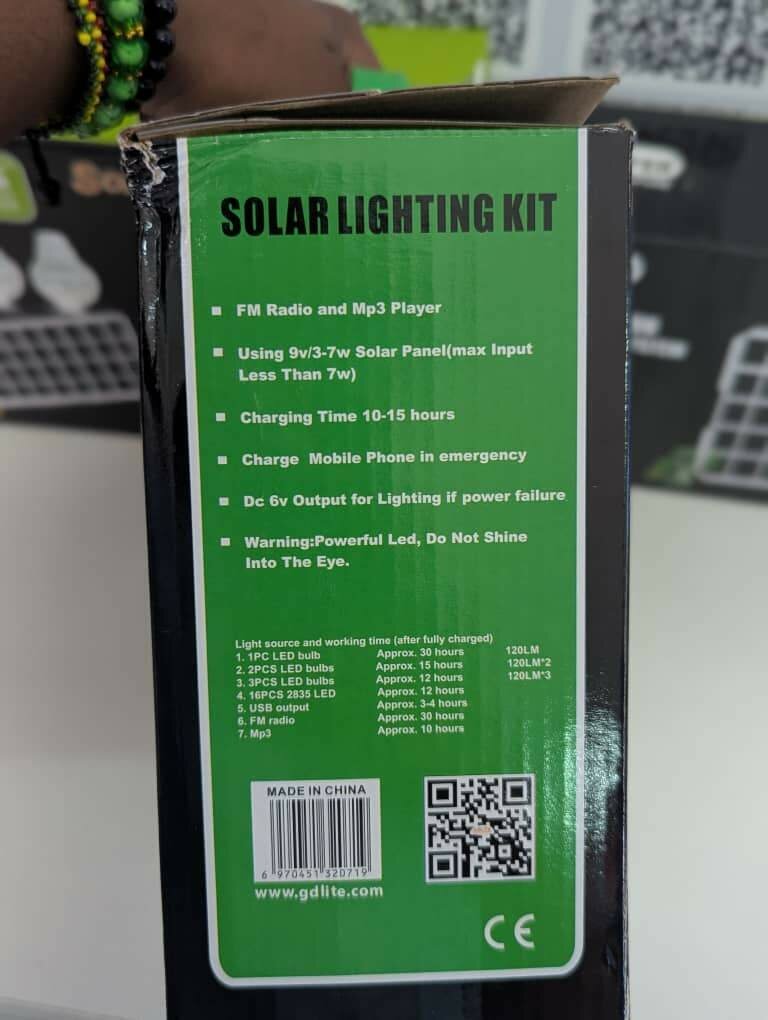 SOLAR LIGHTING KIT
FM Radio and Mp3 Player
Using 9v/3-7w Solar Panel(max Input
Less Than 7w)
Charging Time 10-15 hours
Charge Mobile Phone in emergency
Dc 6v Output for Lighting if power failure
Warning:Powerful Led, Do Not Shine
Into The Eye.
Light source and working time (after fully charged)
1. 1PC LED bulb Approx. 30 hours 120LM
2. 2PCS LED bulbs Approx. 15 hours 120LM*2
3. 3PCS LED bulbs Approx. 12 hours 120LM*3
4. 16PCS 2835 LED Approx. 12 hours
5. USB output Approx. 3-4 hours
6. FM radio Approx. 30 hours
7. Mp3 Approx. 10 hours
MADE IN CHINA
6 970451 320719
www.gdlite.com
CE